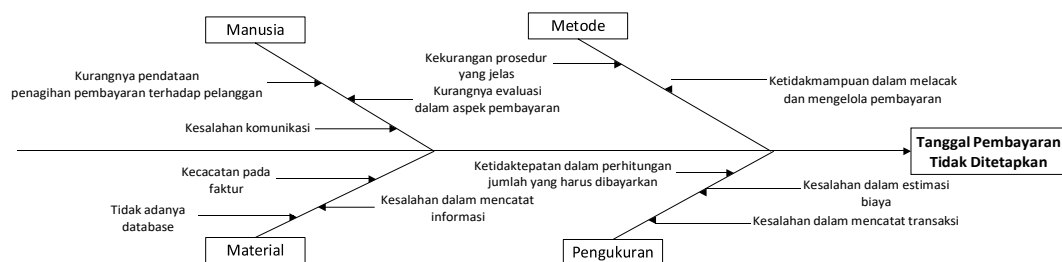 Manusia
Metode
Kekurangan prosedur
yang jelas
Kurangnya pendataan
penagihan pembayaran terhadap pelanggan
Kurangnya evaluasi
dalam aspek pembayaran
Ketidakmampuan dalam melacak
dan mengelola pembayaran
Kesalahan komunikasi
Tanggal Pembayaran
Tidak Ditetapkan
Kecacatan pada
faktur
Ketidaktepatan dalam perhitungan
jumlah yang harus dibayarkan
Kesalahan dalam estimasi
biaya
Kesalahan dalam mencatat
informasi
Tidak adanya
database
Kesalahan dalam mencatat transaksi
Material
Pengukuran